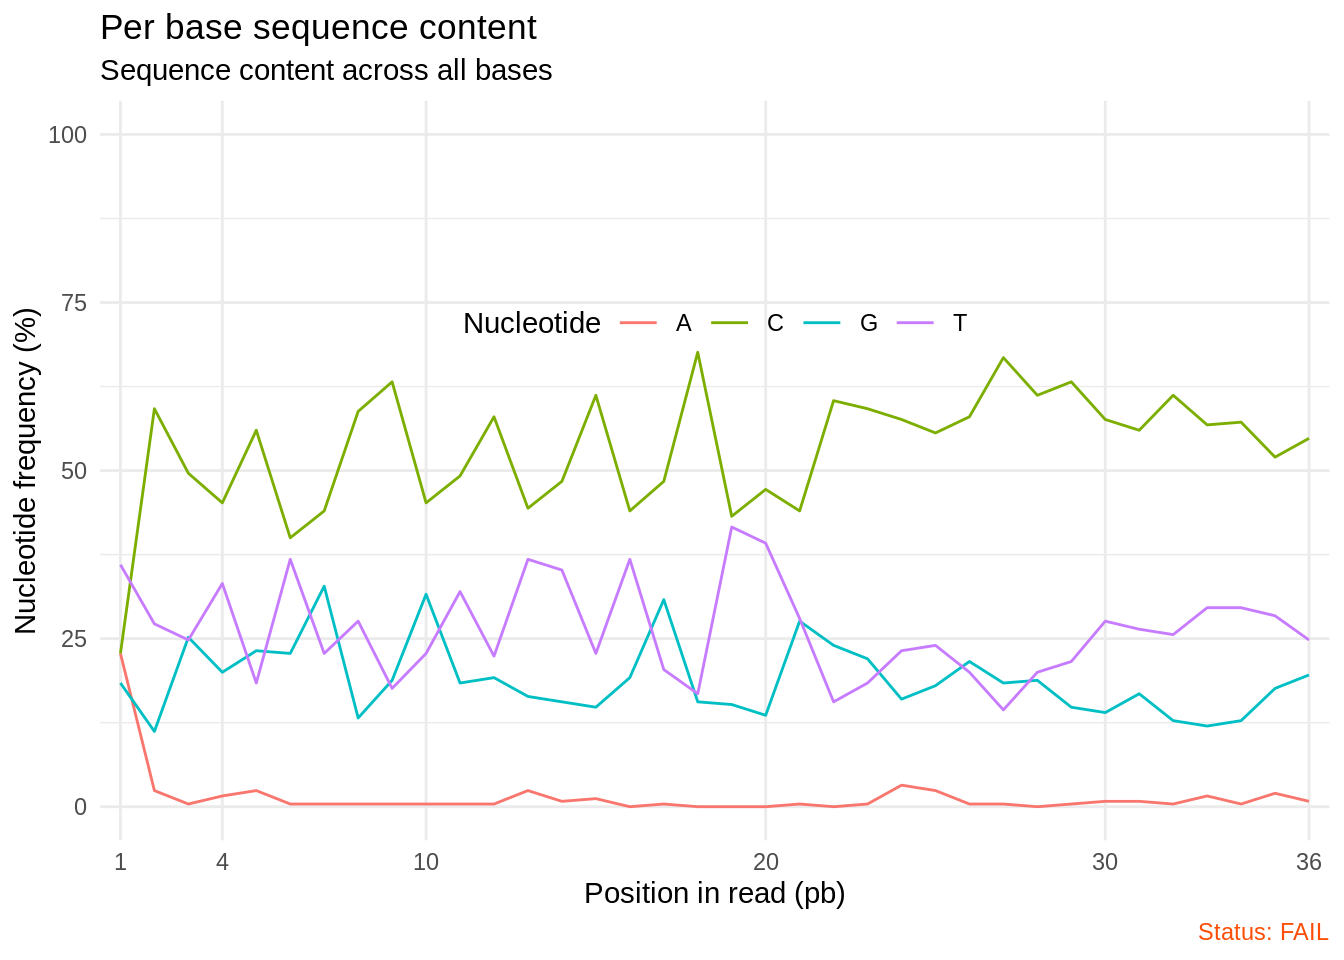 Per base sequence content
Sequence content across all bases
100
75
50
25
0
Nucleotide frequency (%)
Nucleotide A C G T
1 4 10 20 30 36
Position in read (pb)
Status: FAIL